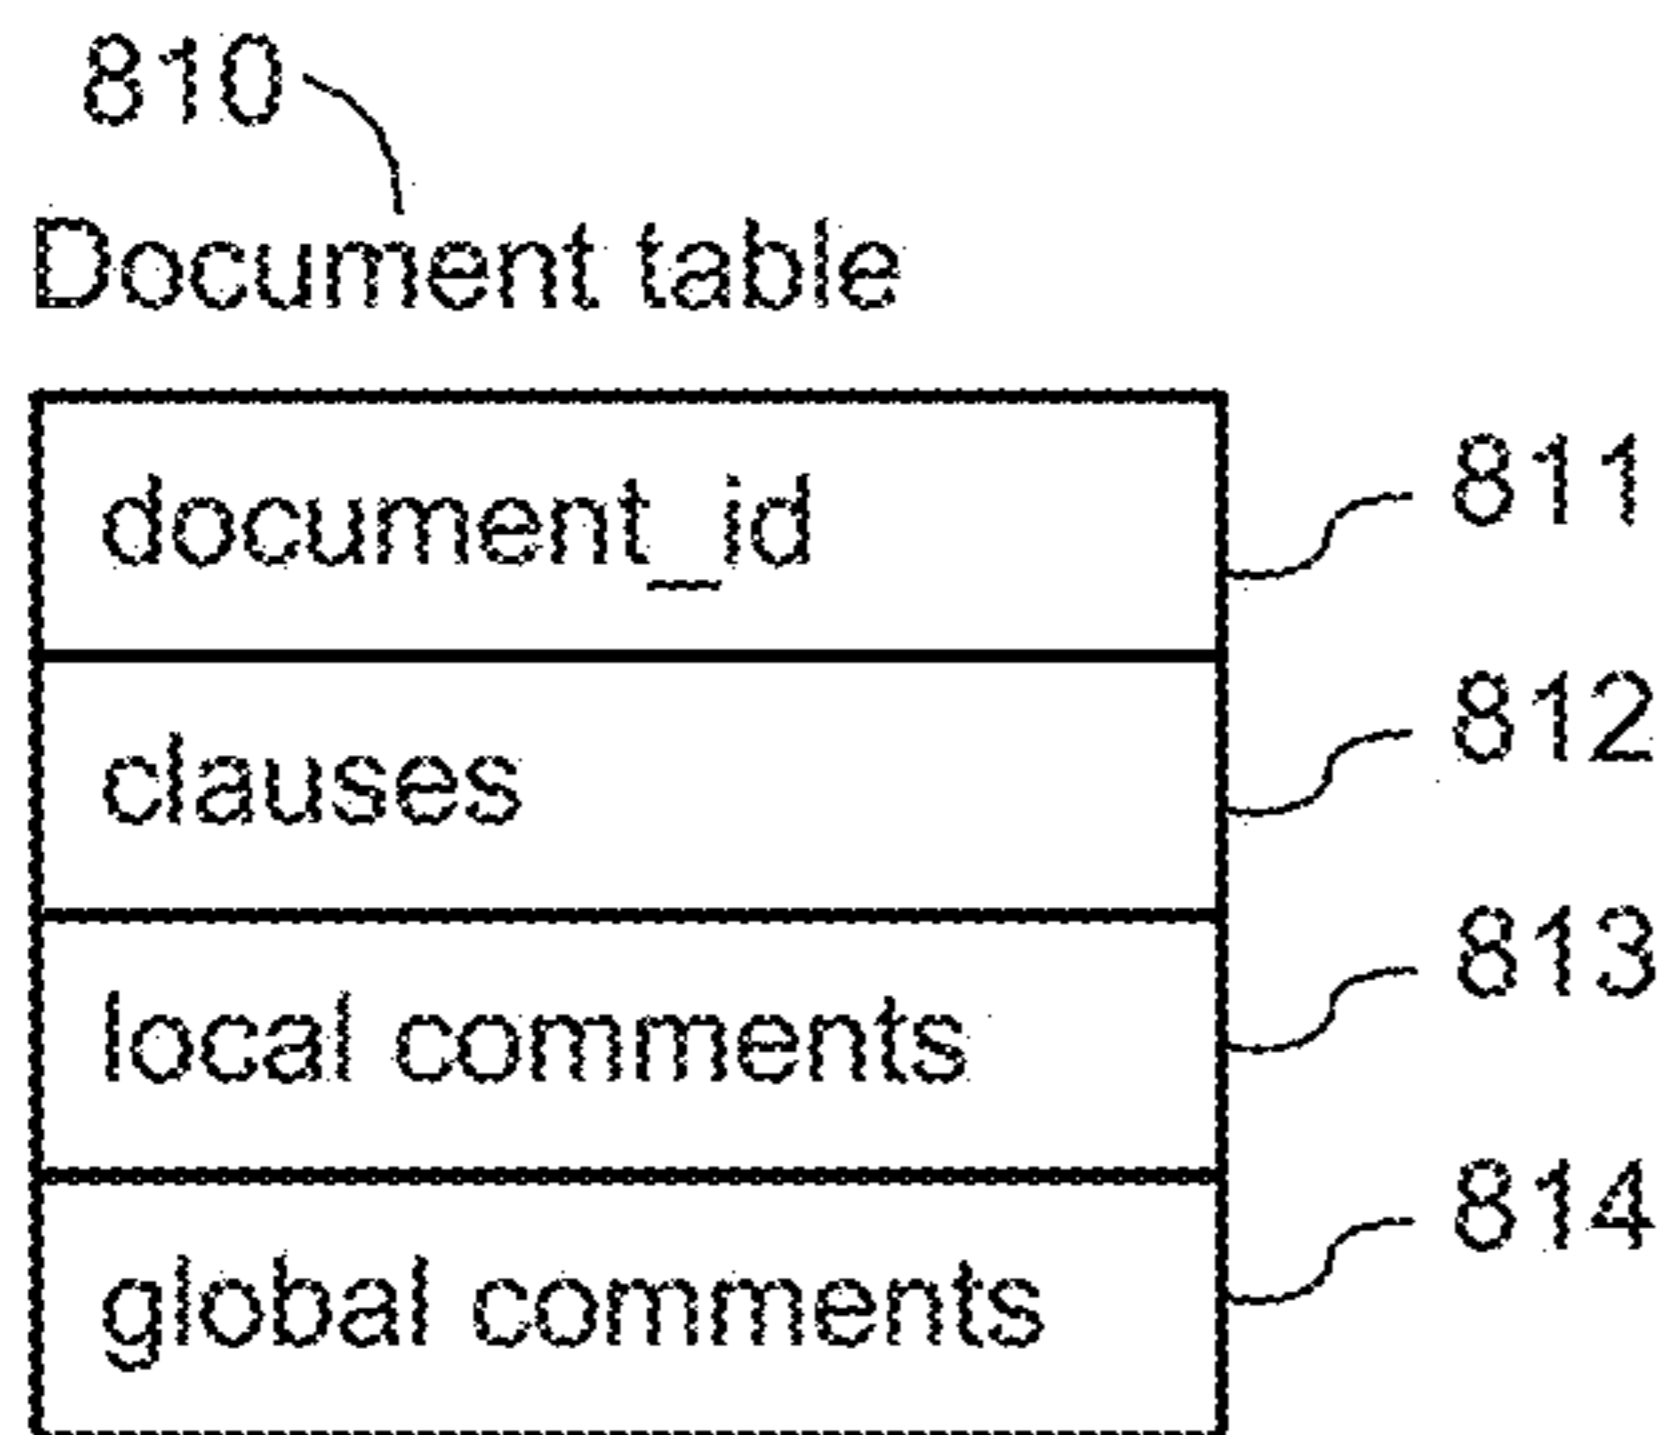 810
Document table
document_id
811
clauses
812
local comments
813
global comments
814